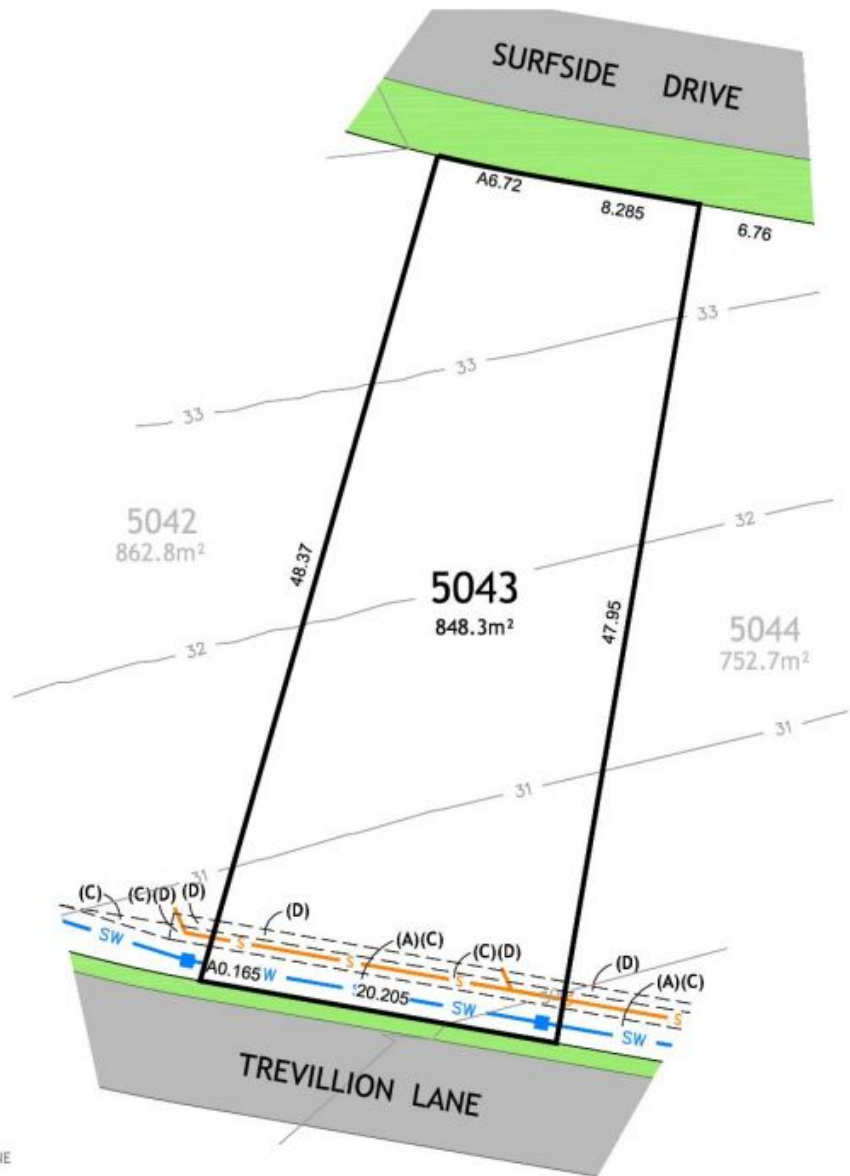 SURFSIDE DRIVE
A6.72
8.285
6.76
33
33
33
5042
862.8m²
32
48.37
5043
848.3m²
47.95
5044
752.7m²
32
31
31
31
(C)
(C)(D)
(D)
(D)
(A)(C)
(C)(D)
(D)
(A)(C)
SW
S
S
S
S
A0.165
W
20.205
SW
SW
TREVILLION LANE